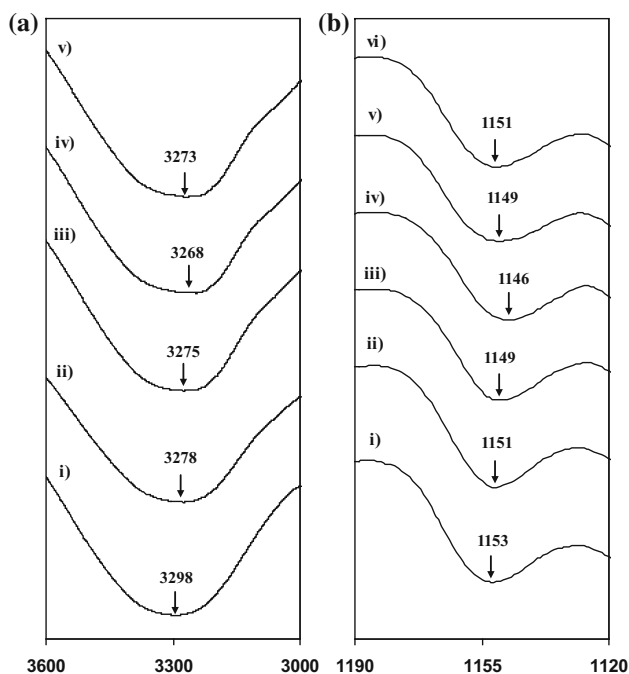 (a)
v)
3273
iv)
3268
iii)
3275
ii)
3278
i)
3298
3600 3300 3000
(b)
vi)
1151
v)
1149
iv)
1146
iii)
1149
ii)
1151
i)
1153
1190 1155 1120